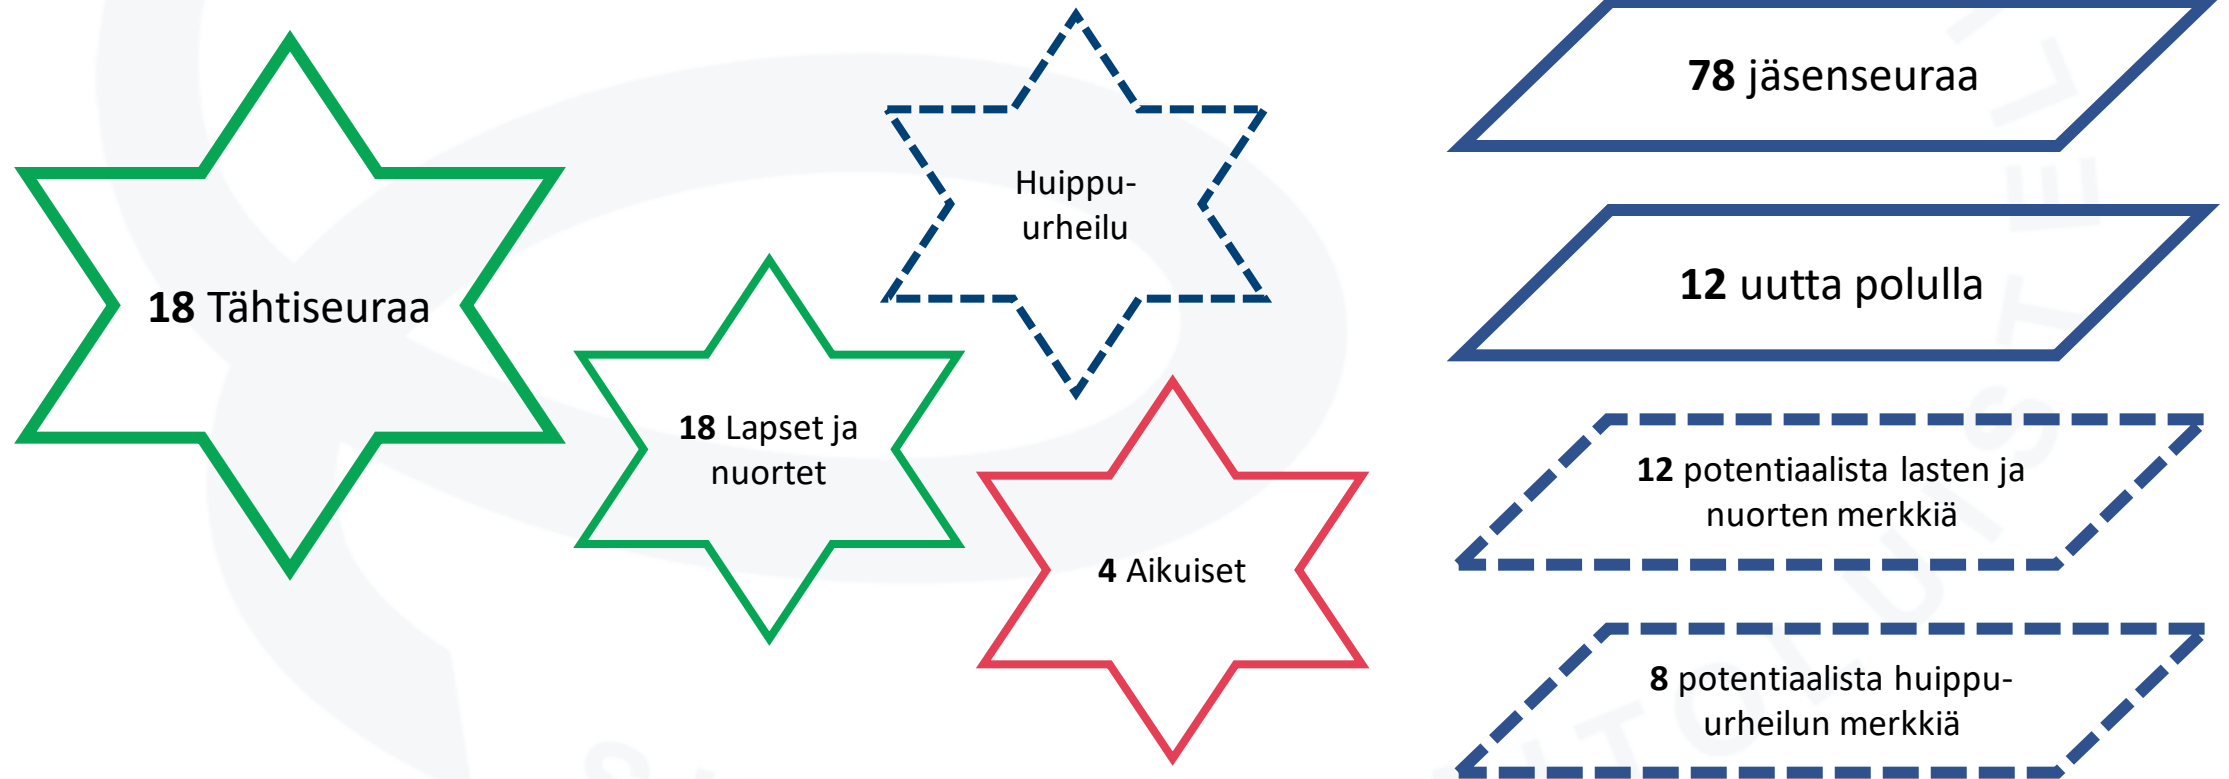 18 Tähtiseuraa
18 Lapset ja
nuortet
Huippu-
urheilu
4 Aikuiset
78 jäsenseuraa
12 uutta polulla
12 potentiaalista lasten ja
nuorten merkkiä
8 potentiaalista huippu-
urheilun merkkiä